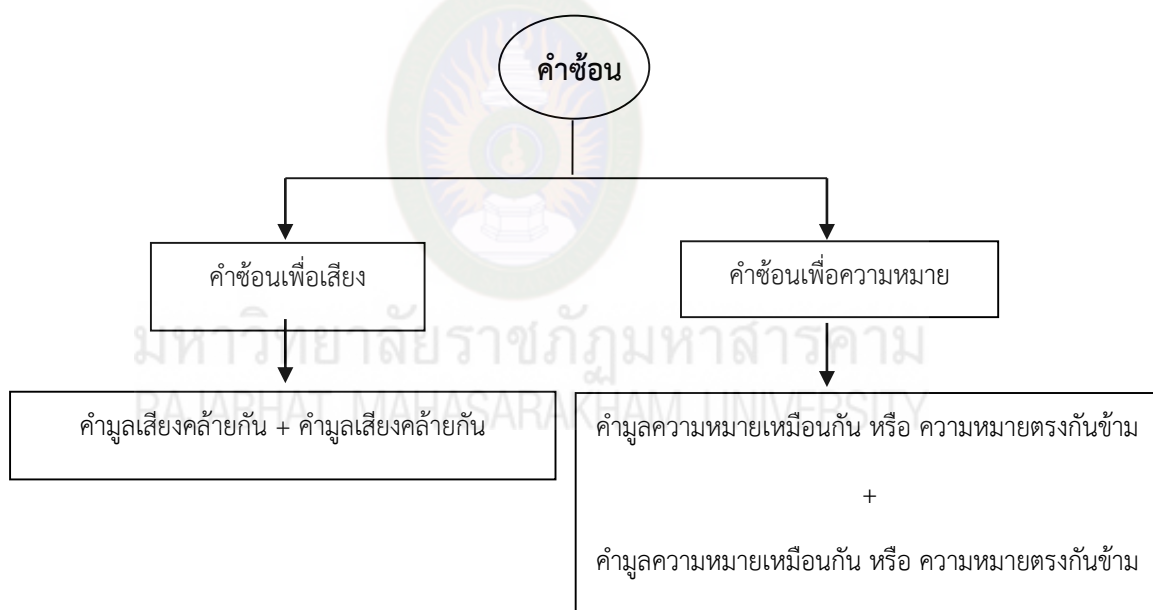 คำซ้อน
คำซ้อนเพื่อเสียง
คำซ้อนเพื่อความหมาย
มหาวิทยาลัยราชภัฏมหาสารคาม
RAJABHAT MAHASARAKHAM UNIVERSITY
คำมูลเสียงคล้ายกัน + คำมูลเสียงคล้ายกัน
คำมูลความหมายเหมือนกัน หรือ ความหมายตรงกันข้าม
+
คำมูลความหมายเหมือนกัน หรือ ความหมายตรงกันข้าม